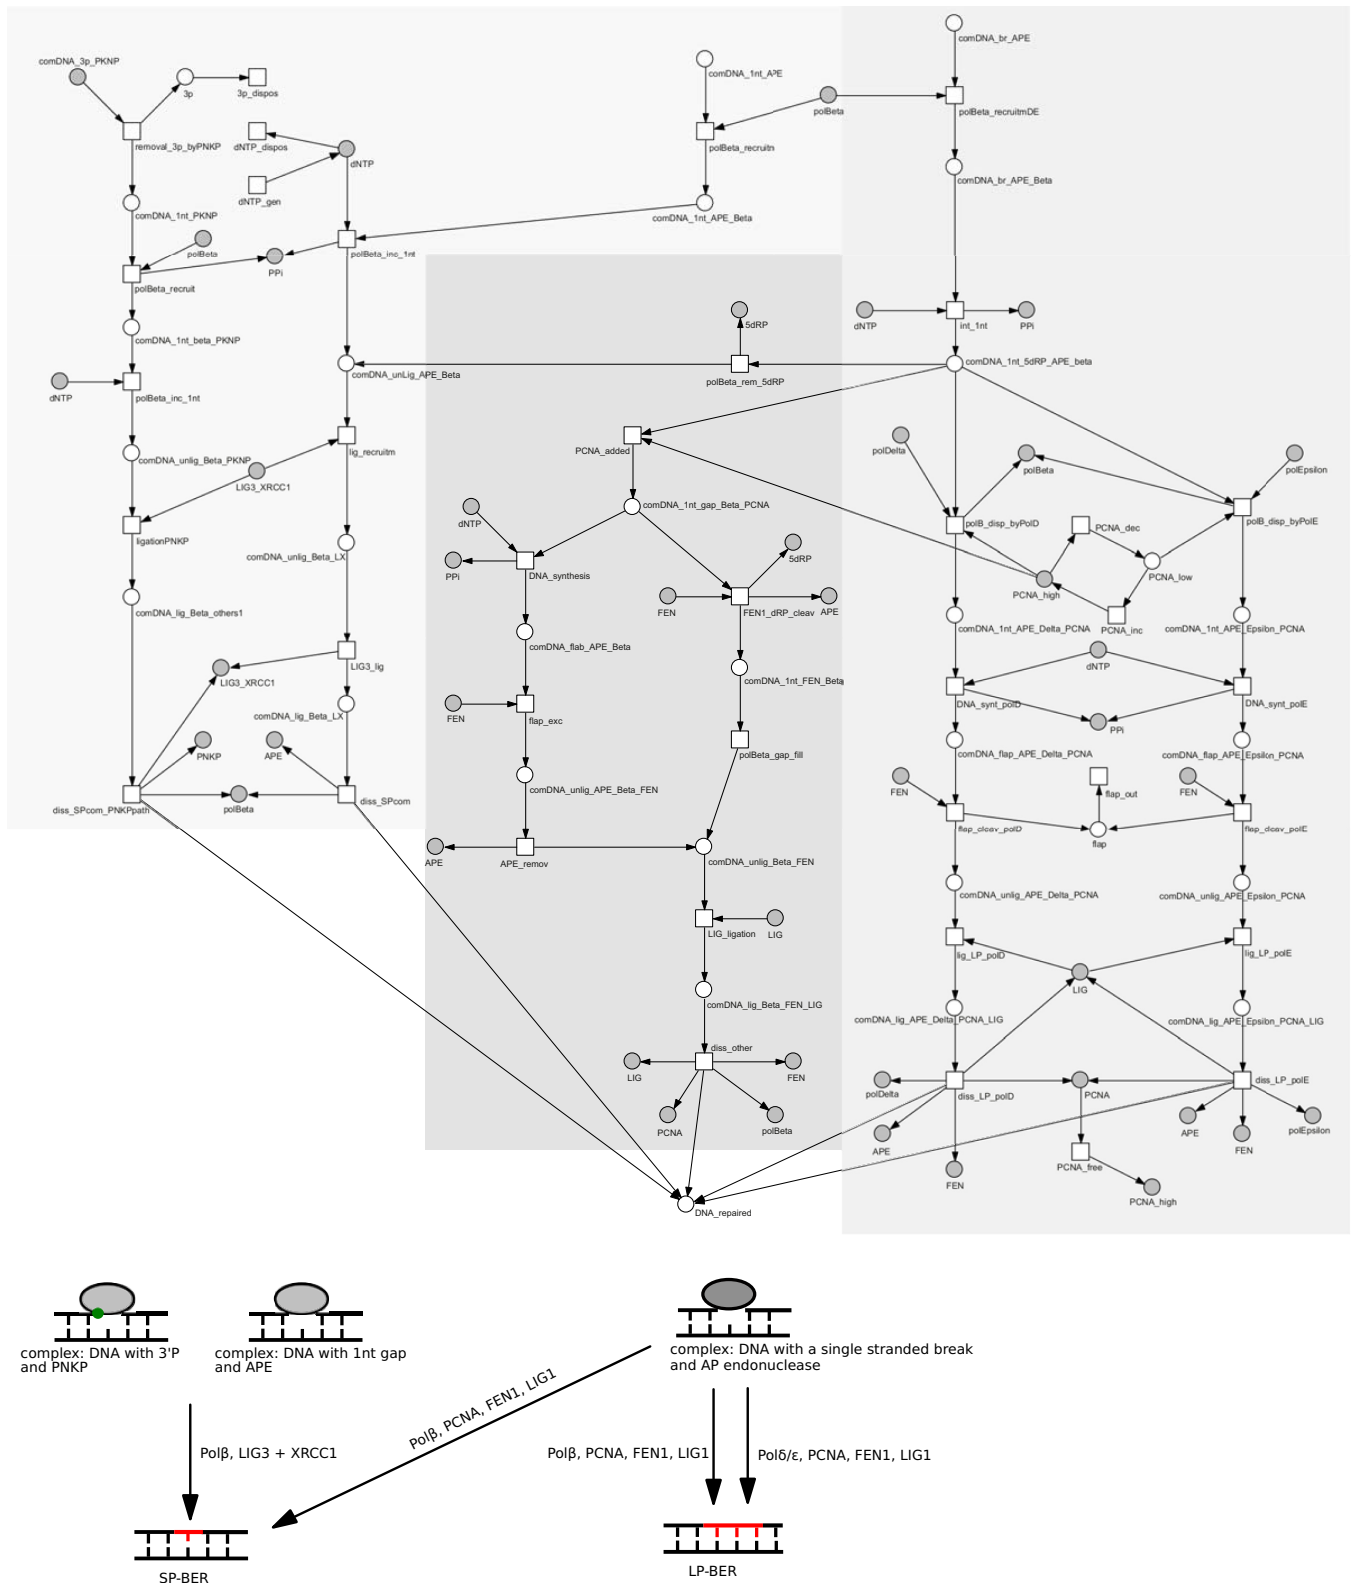 comDNA_br_APE
comDNA_3p_PKNP
comDNA_1nt_APE
3p
3p_dispos
polBeta
polBeta_recruitmDE
removal_3p_byPNKP
dNTP_dispos
dNTP
polBeta_recruitn
comDNA_br_APE_Beta
dNTP_gen
comDNA_1nt_PKNP
comDNA_1nt_APE_Beta
polBeta
polBeta_inc_1nt
PPi
polBeta_recruit
dNTP
int_1nt
PPi
5dRP
comDNA_1nt_beta_PKNP
comDNA_1nt_5dRP_APE_beta
comDNA_unLig_APE_Beta
polBeta_rem_5dRP
dNTP
polBeta_inc_1nt
polDelta
polBeta
polEpsilon
PCNA_added
lig_recruitm
comDNA_unlig_Beta_PKNP
LIG3_XRCC1
comDNA_1nt_gap_Beta_PCNA
dNTP
polB_disp_byPolD
PCNA_dec
polB_disp_byPolE
ligationPNKP
comDNA_unlig_Beta_LX
5dRP
PPi
DNA_synthesis
PCNA_low
PCNA_high
comDNA_lig_Beta_others1
FEN
FEN1_dRP_cleav
APE
comDNA_1nt_APE_Delta_PCNA
PCNA_inc
comDNA_1nt_APE_Epsilon_PCNA
comDNA_flab_APE_Beta
LIG3_lig
dNTP
LIG3_XRCC1
comDNA_1nt_FEN_Beta
DNA_synt_polD
DNA_synt_polE
comDNA_lig_Beta_LX
FEN
flap_exc
PPi
PNKP
APE
polBeta_gap_fill
comDNA_flap_APE_Delta_PCNA
comDNA_flap_APE_Epsilon_PCNA
comDNA_unlig_APE_Beta_FEN
FEN
flap_out
FEN
diss_SPcom_PNKPpath
polBeta
diss_SPcom
flap_cleav_polD
flap
flap_cleav_polE
APE
APE_remov
comDNA_unlig_Beta_FEN
comDNA_unlig_APE_Delta_PCNA
comDNA_unlig_APE_Epsilon_PCNA
LIG_ligation
LIG
lig_LP_polD
lig_LP_polE
LIG
comDNA_lig_Beta_FEN_LIG
comDNA_lig_APE_Delta_PCNA_LIG
comDNA_lig_APE_Epsilon_PCNA_LIG
diss_other
LIG
FEN
polDelta
diss_LP_polD
PCNA
diss_LP_polE
PCNA
polBeta
APE
APE
FEN
polEpsilon
PCNA_free
FEN
PCNA_high
DNA_repaired
complex: DNA with 3'P
and PNKP
complex: DNA with 1nt gap
and APE
complex: DNA with a single stranded break
and AP endonuclease
Polβ, PCNA, FEN1, LIG1
Polβ, LIG3 + XRCC1
Polβ, PCNA, FEN1, LIG1
Polδ/ε, PCNA, FEN1, LIG1
SP-BER
LP-BER